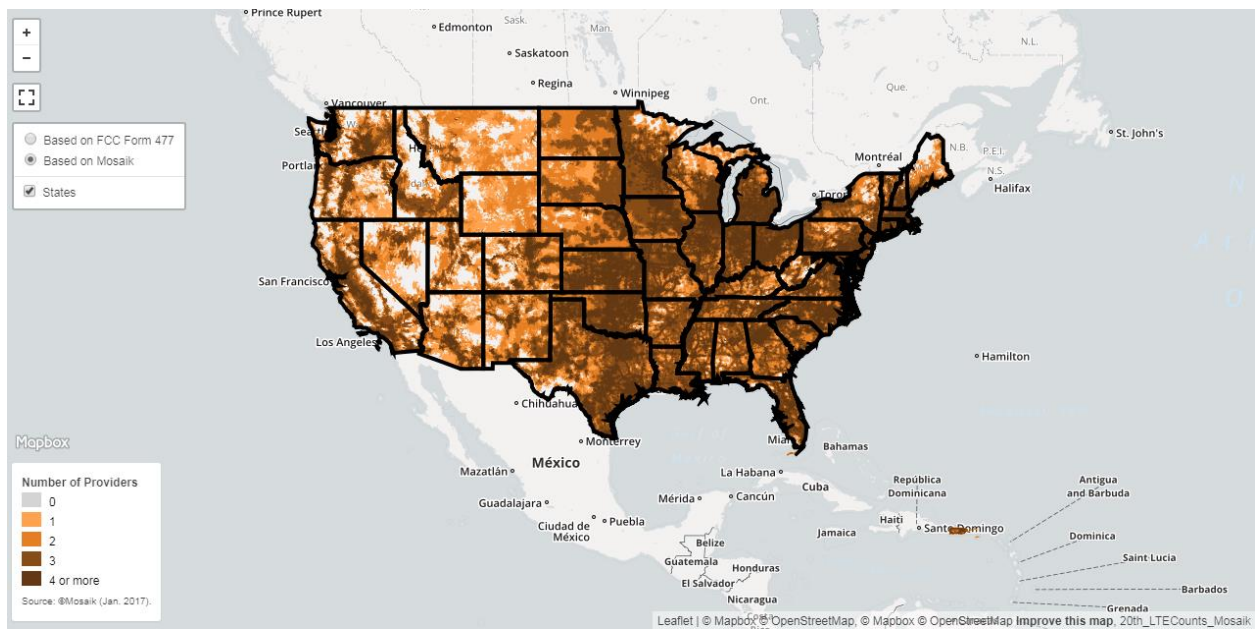 Prince Rupert
Edmonton
Sask.
Man.
Saskatoon
Regina
Winnipeg
Ont.
Que.
N.L.
St. John's
Vancouver
N.B.
P.E.I.
N.S.
Montréal
Halifax
+
−
Based on FCC Form 477
Based on Mosaik
States
San Francisco
Los Angeles
Hamilton
Chihuahua
Monterrey
México
Bahamas
Mazatlán
La Habana
Cuba
República
Dominicana
Antigua
and Barbuda
Guadalajara
Mérida
Cancún
Ciudad de
México
Puebla
Haiti
Santo Domingo
Jamaica
Dominica
Belize
Saint Lucia
Guatemala
Honduras
El Salvador
Barbados
Nicaragua
Grenada
Mapbox
Number of Providers
0
1
2
3
4 or more
Source: ©Mosaik (Jan. 2017).
Leaflet | © Mapbox © OpenStreetMap, © Mapbox © OpenStreetMap Improve this map, 20th_LTECounts_Mosaik